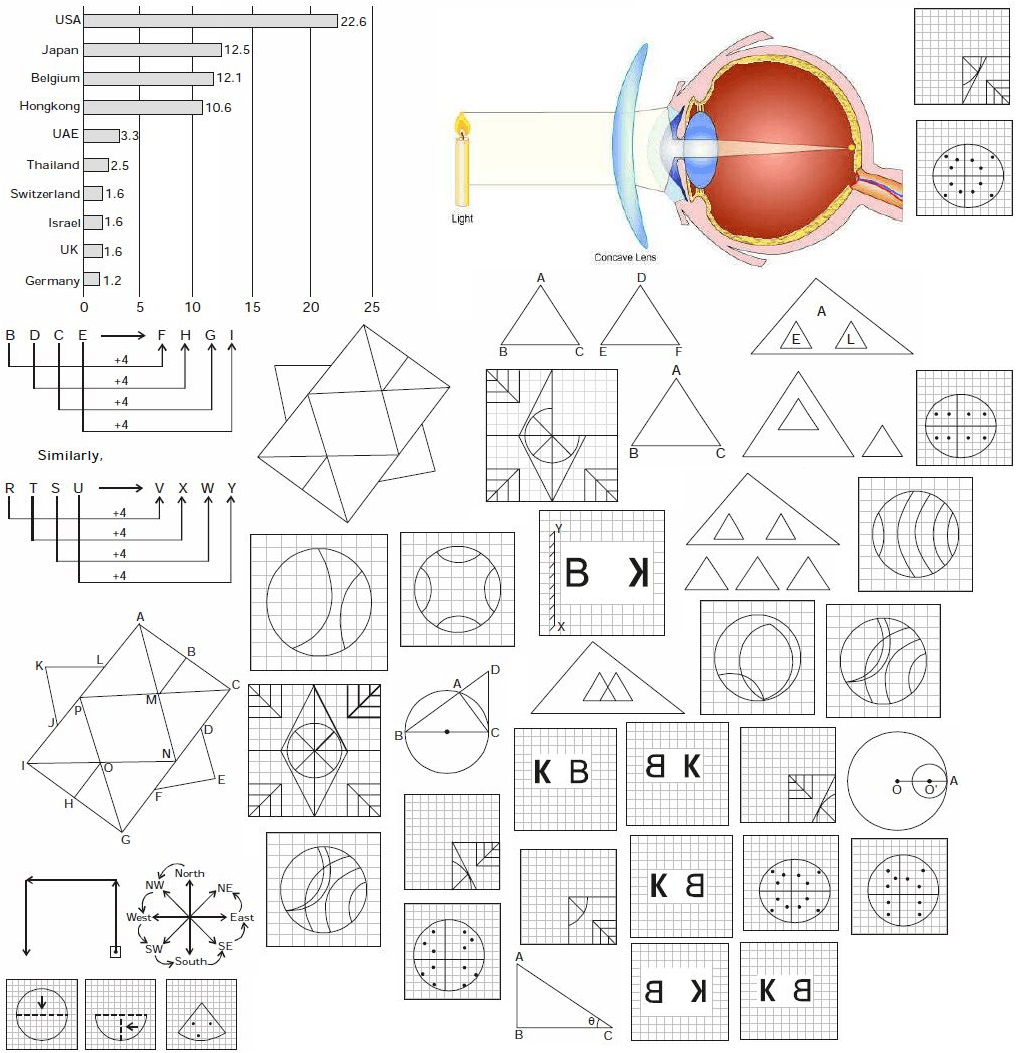 USA 22.6
Japan 12.5
Belgium 12.1
Hongkong 10.6
UAE 3.3
Thailand 2.5
Switzerland 1.6
Israel 1.6
UK 1.6
Germany 1.2
0 5 10 15 20 25
Light
Concave Lens
B D C E F H G I
+4
+4
+4
+4
Similarly,
R T S U V X W Y
+4
+4
+4
+4
A
B C
D
E F
A
E L
A
B C
Y
B K
X
A
B
C
D
E
F
G
H
I
J
K
L
M
N
O
P
D
A
B C
K B
B K
O O' A
K B
B K
K B
North
NW NE
West East
SW SE
South
A
B C
θ